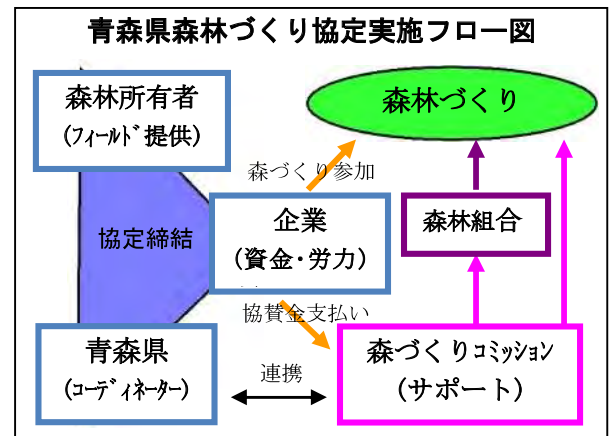 青森県森林づくり協定実施フロー図
森林所有者
(ﾌｨｰﾙﾄﾞ提供)
森林づくり
森づくり参加
企業
(資金・労力)
森林組合
協定締結
協賛金支払い
青森県
(ｺｰﾃﾞｨﾈｰﾀｰ)
連携
森づくりｺﾐｯｼｮﾝ
(サポート)